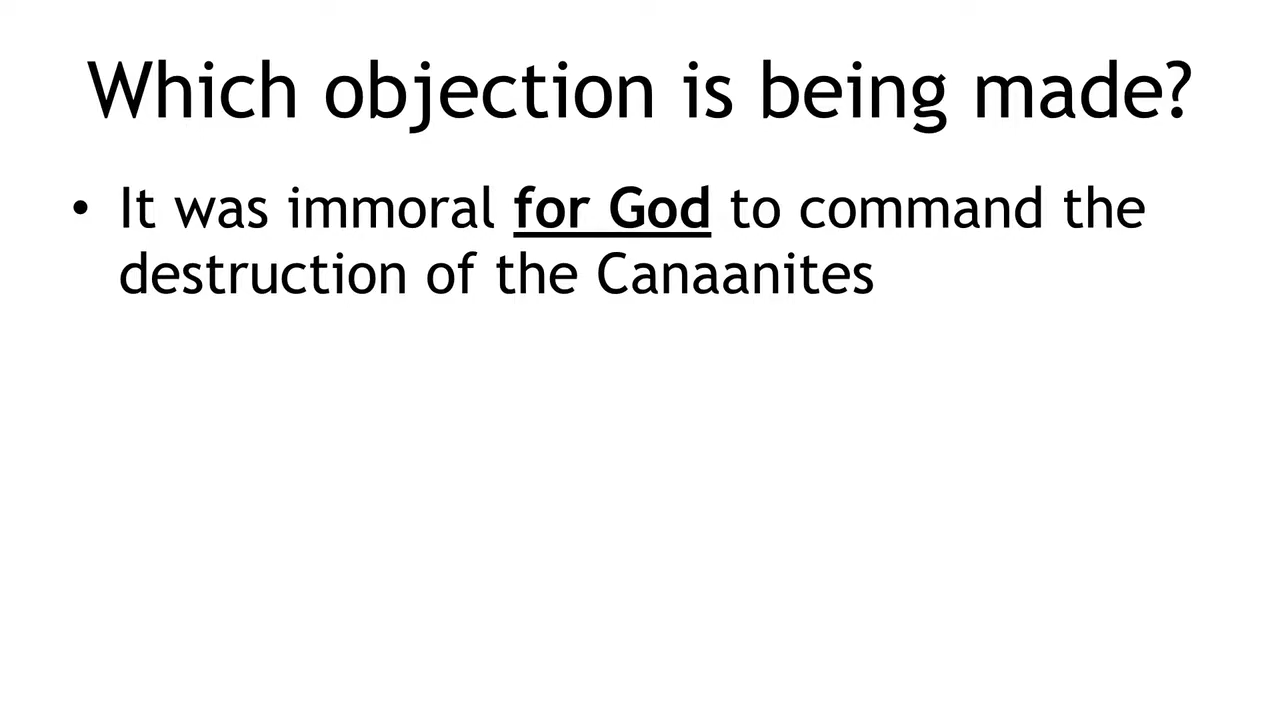 Which objection is being made?
• It was immoral for God to command the
destruction of the Canaanites